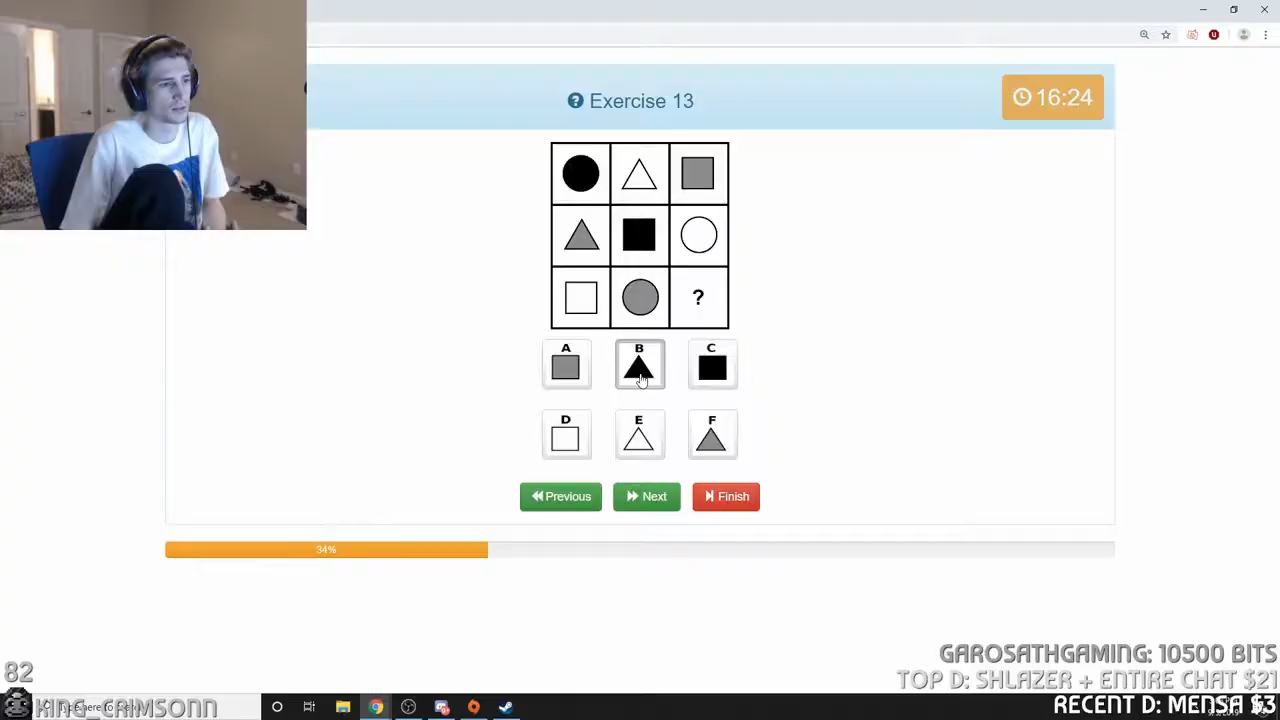 Exercise 13
16:24
?
A
B
C
D
E
F
Previous
Next
Finish
34%
GAROSATHGAMING: 10500 BITS
TOP D: SHLAZER + ENTIRE CHAT $21
RECENT D: MENSA $3
82
KING_CRIMSONN